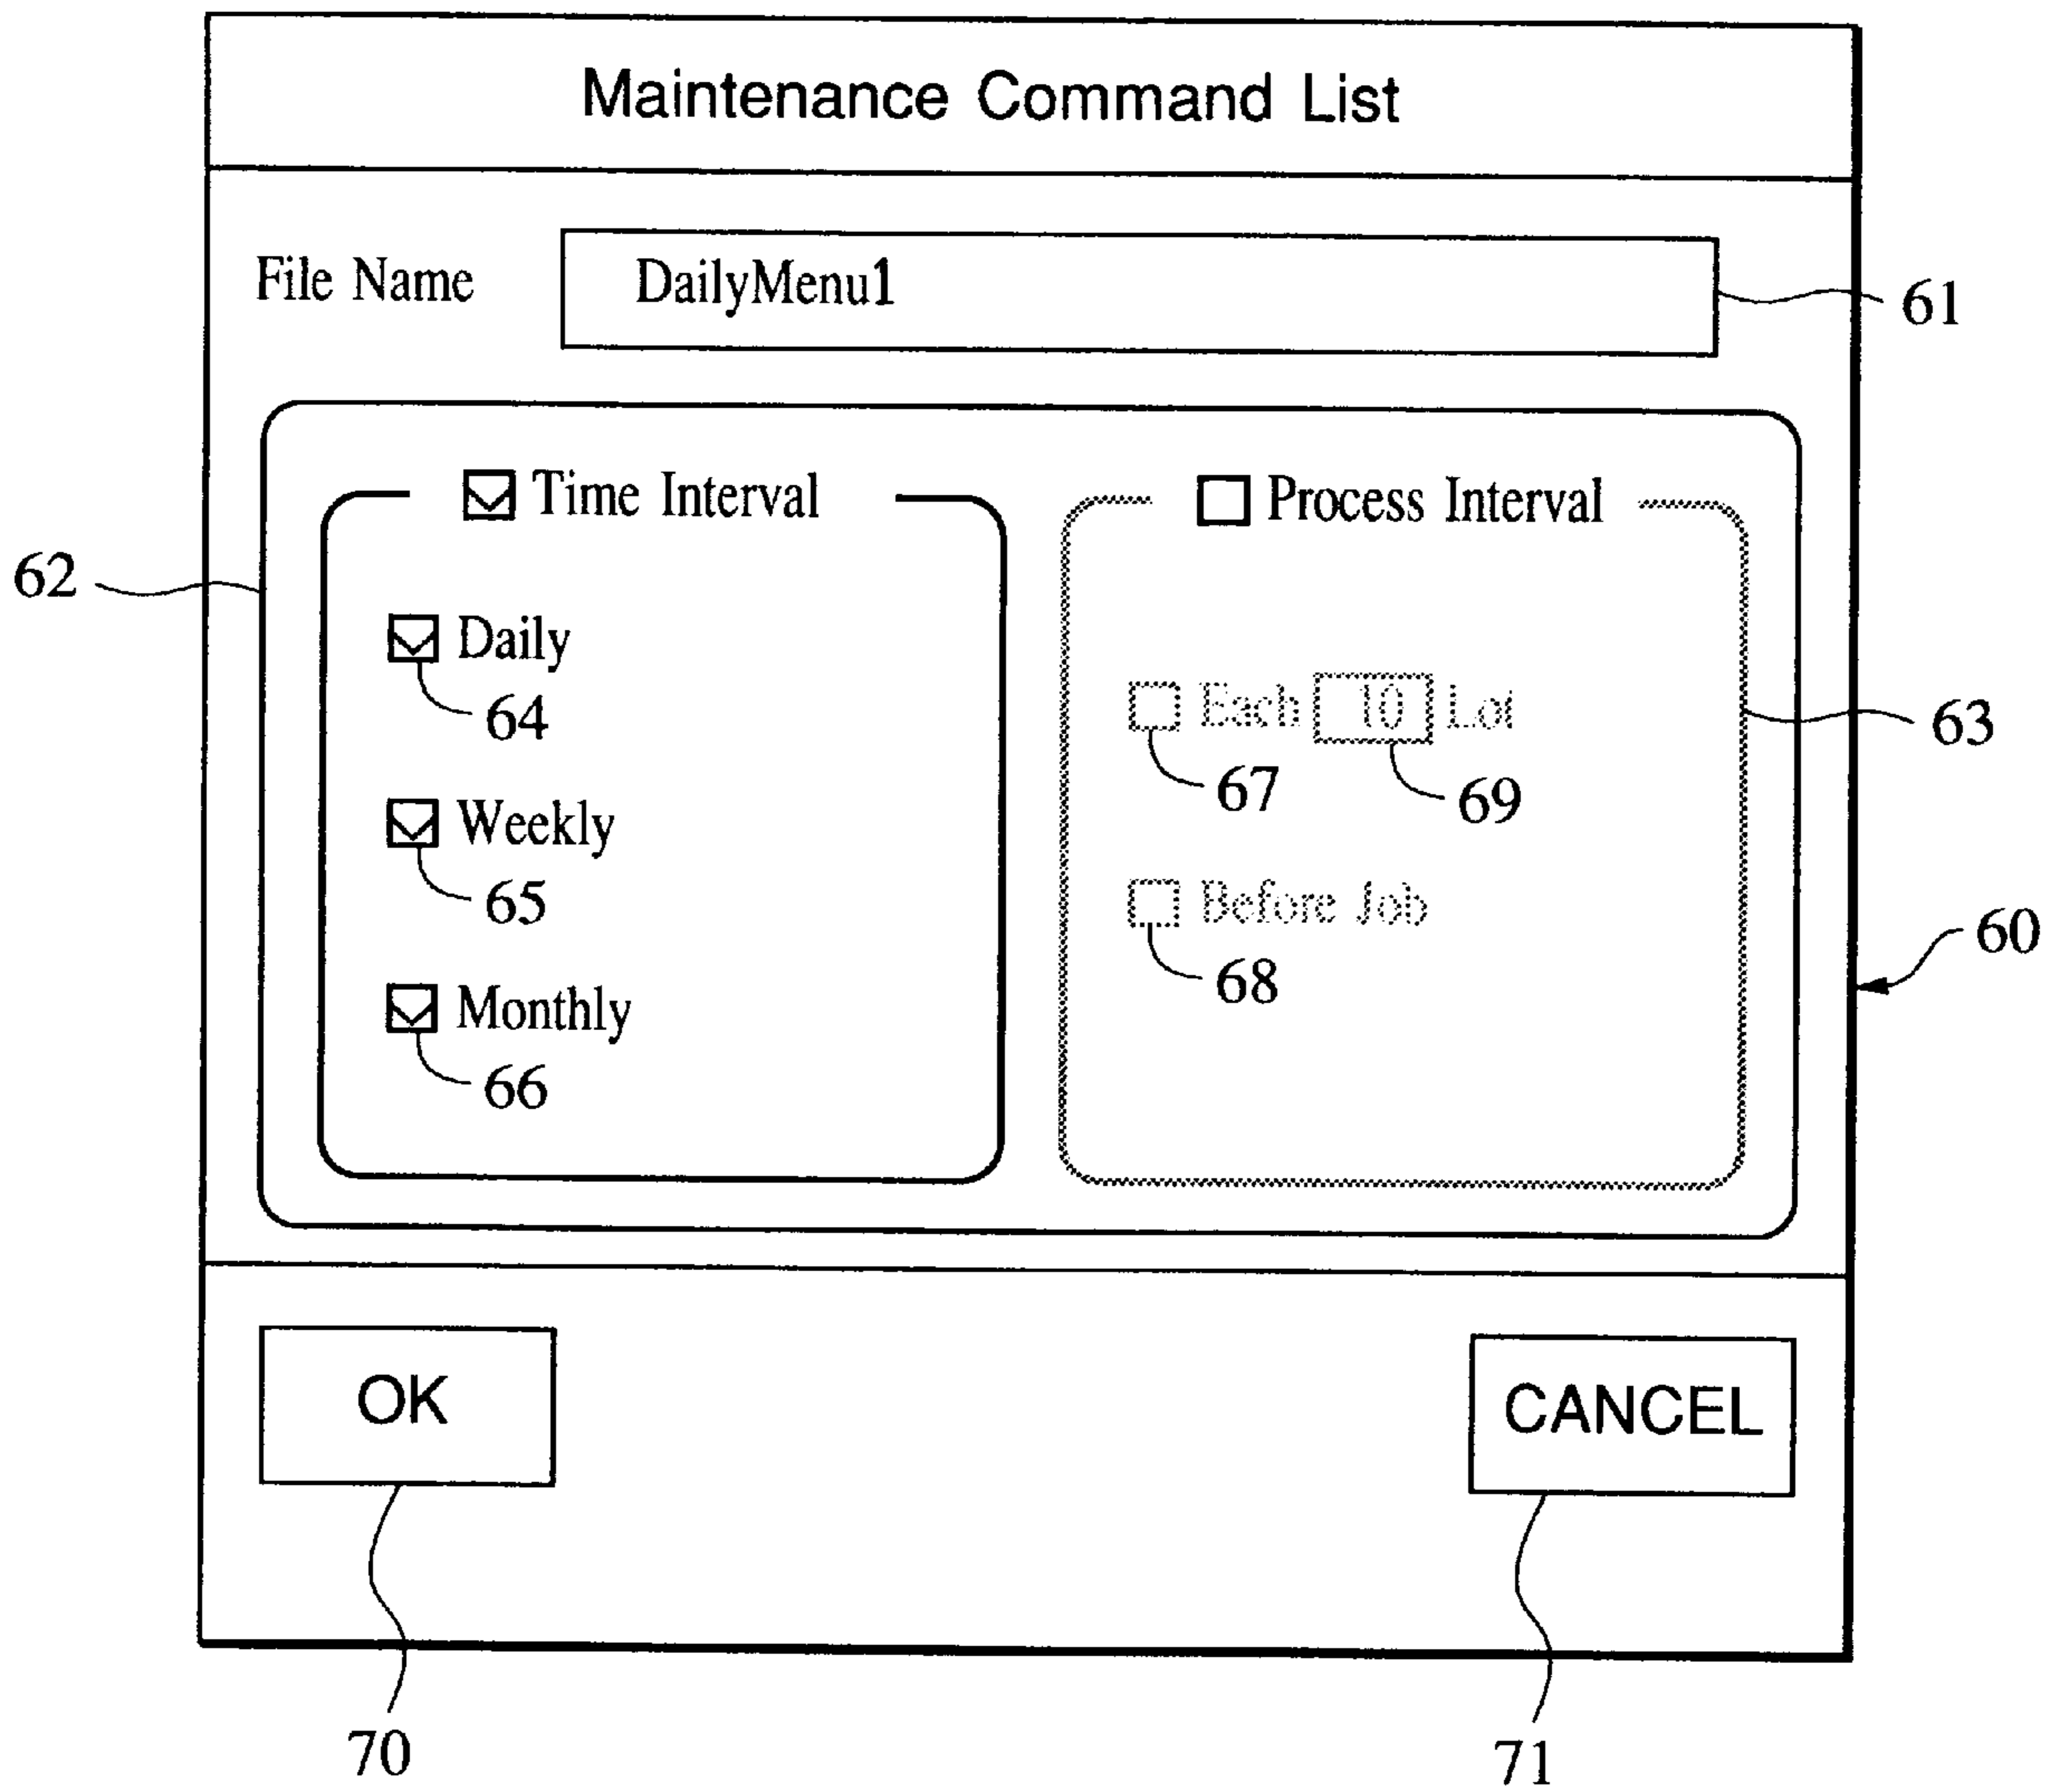 Maintenance Command List
File Name DailyMenu1
61
Time Interval
Process Interval
62
Daily
64
Each 10 Lot
63
67
69
Weekly
65
Before Job
68
60
Monthly
66
OK
CANCEL
70
71